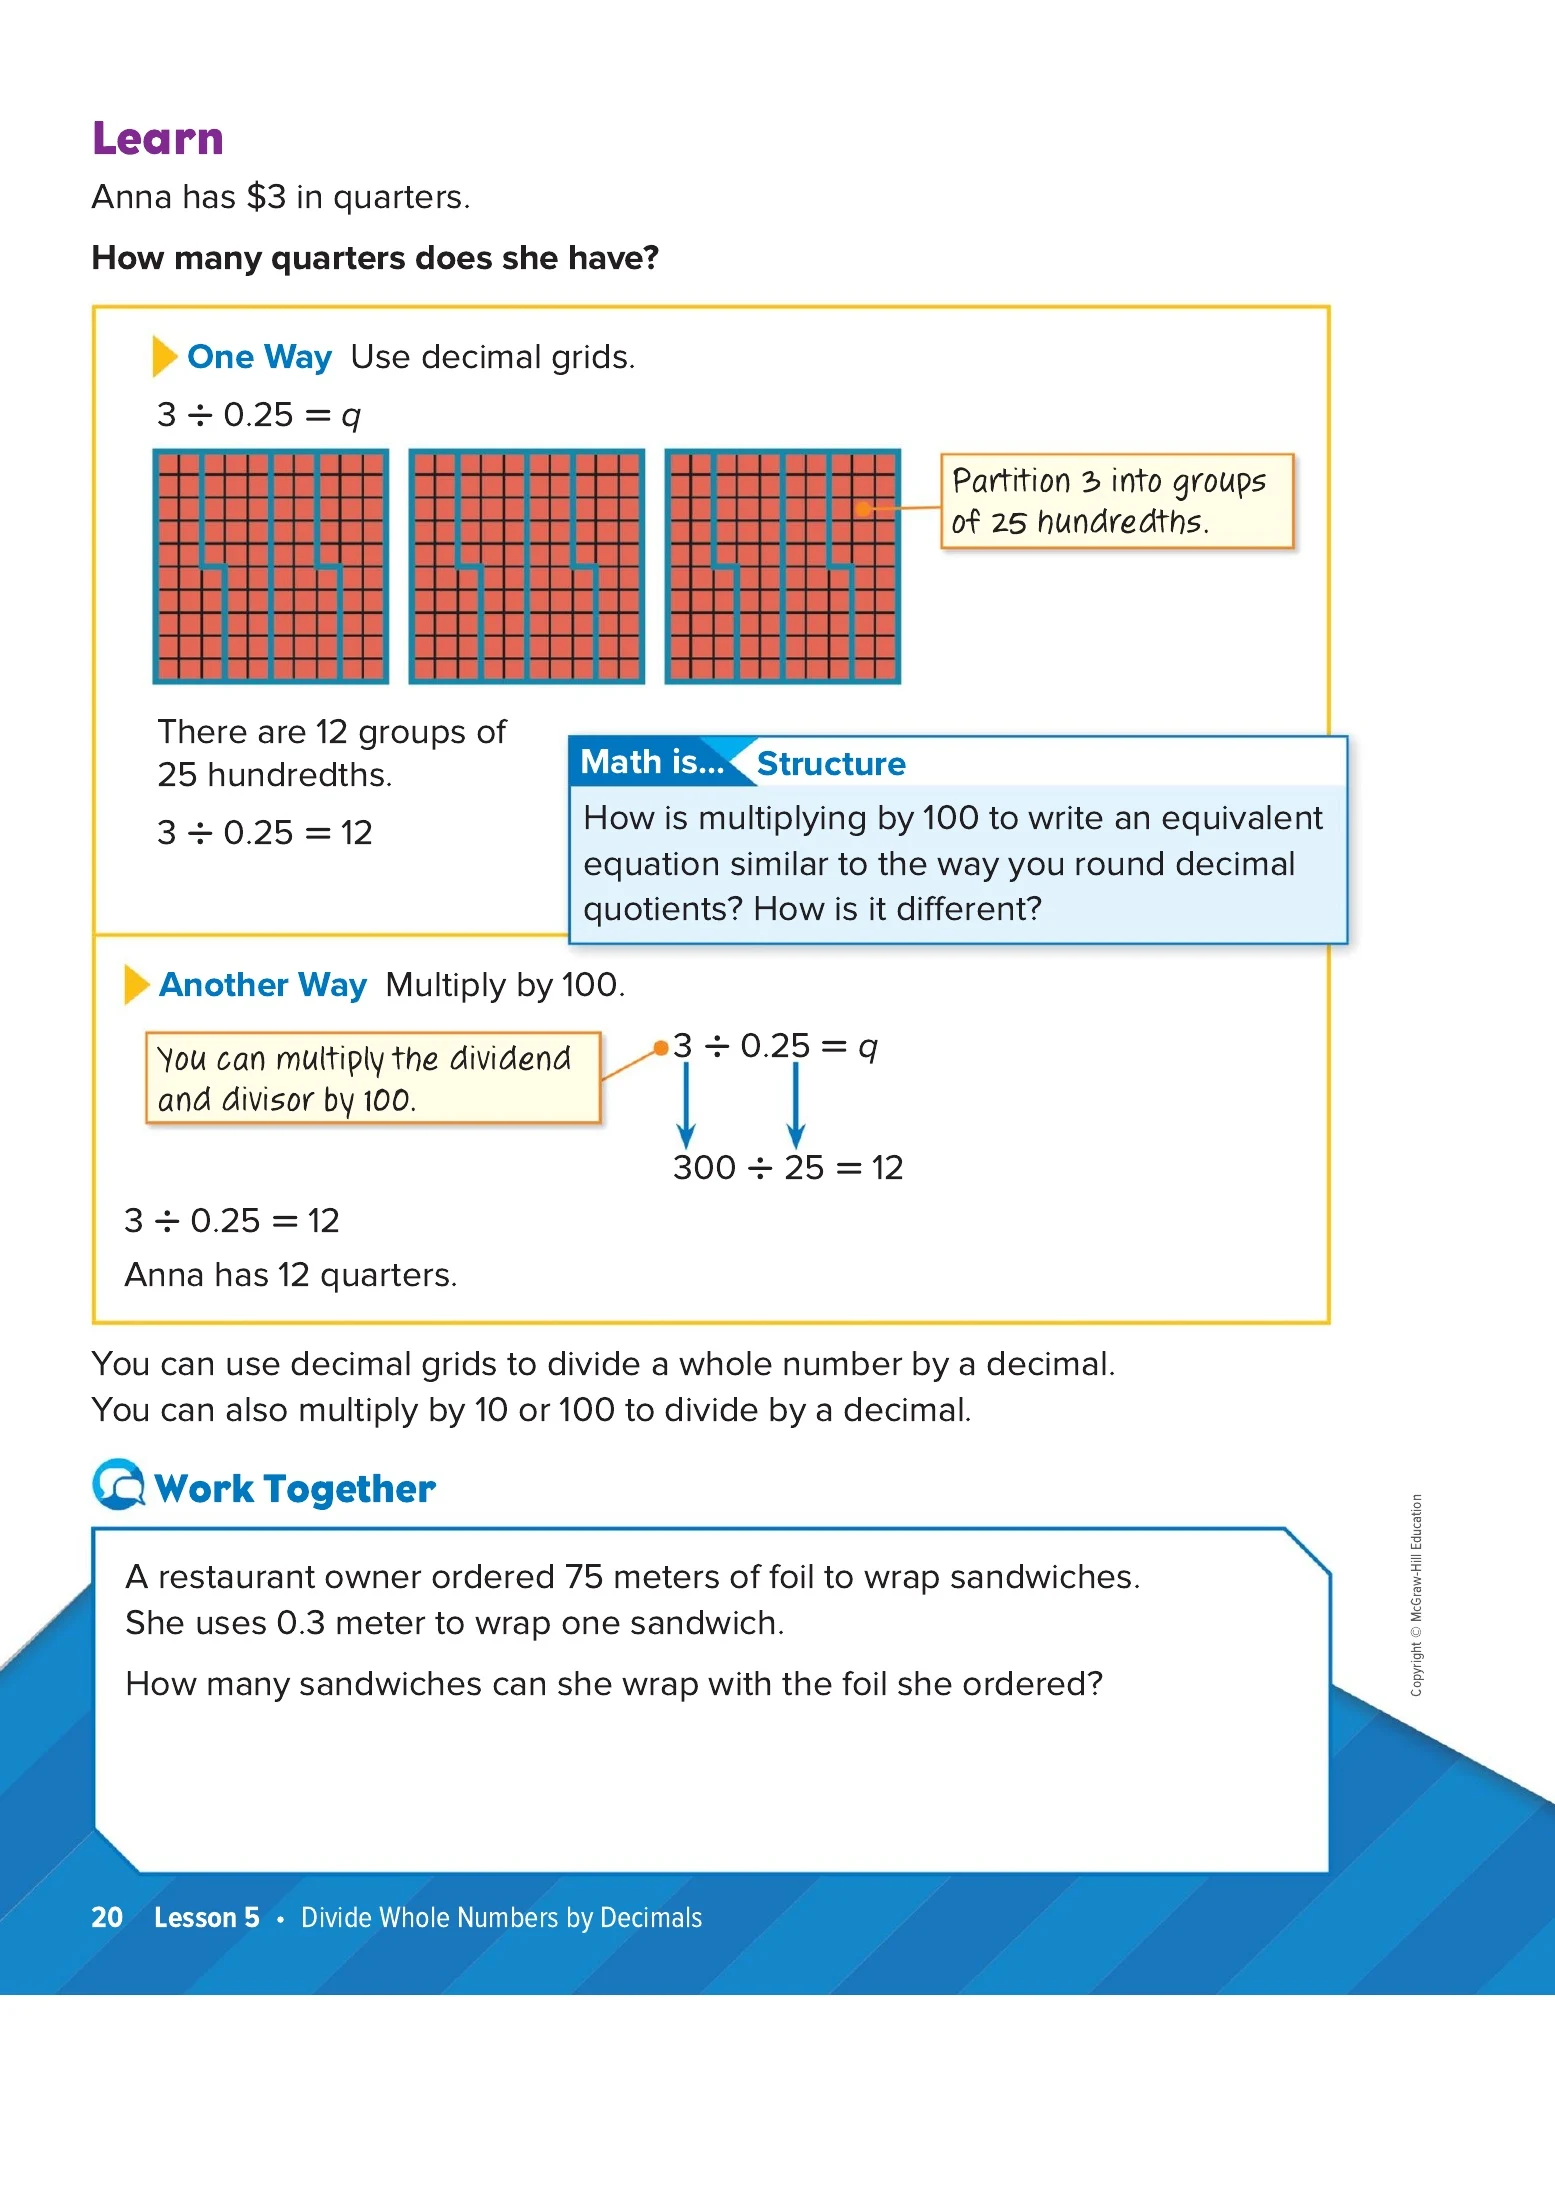 Learn
Anna has $3 in quarters.
How many quarters does she have?
One Way Use decimal grids.
3 ÷ 0.25 = q
Partition 3 into groups
of 25 hundredths.
There are 12 groups of
25 hundredths.
3 ÷ 0.25 = 12
Math is... Structure
How is multiplying by 100 to write an equivalent
equation similar to the way you round decimal
quotients? How is it different?
Another Way Multiply by 100.
You can multiply the dividend
and divisor by 100.
3 ÷ 0.25 = q
300 ÷ 25 = 12
3 ÷ 0.25 = 12
Anna has 12 quarters.
You can use decimal grids to divide a whole number by a decimal.
You can also multiply by 10 or 100 to divide by a decimal.
Work Together
A restaurant owner ordered 75 meters of foil to wrap sandwiches.
She uses 0.3 meter to wrap one sandwich.
How many sandwiches can she wrap with the foil she ordered?
Copyright © McGraw-Hill Education
20 Lesson 5 • Divide Whole Numbers by Decimals